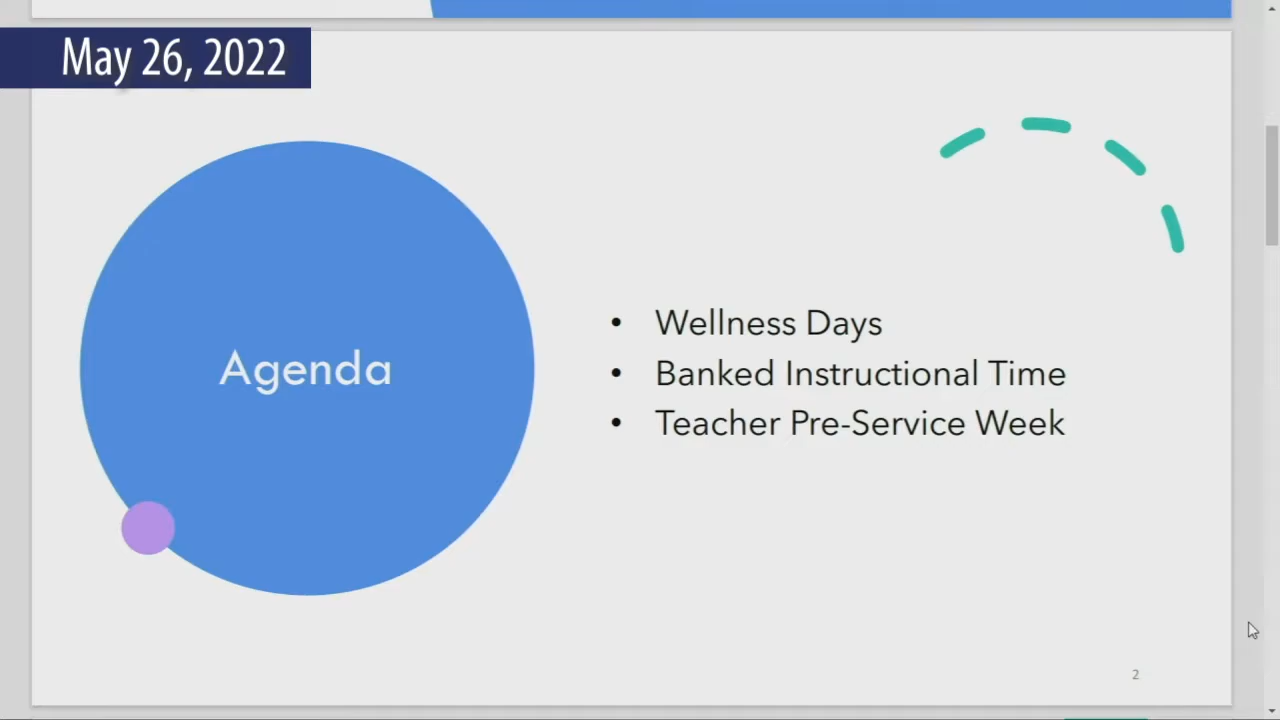 May 26, 2022
Agenda
• Wellness Days
• Banked Instructional Time
• Teacher Pre-Service Week
2